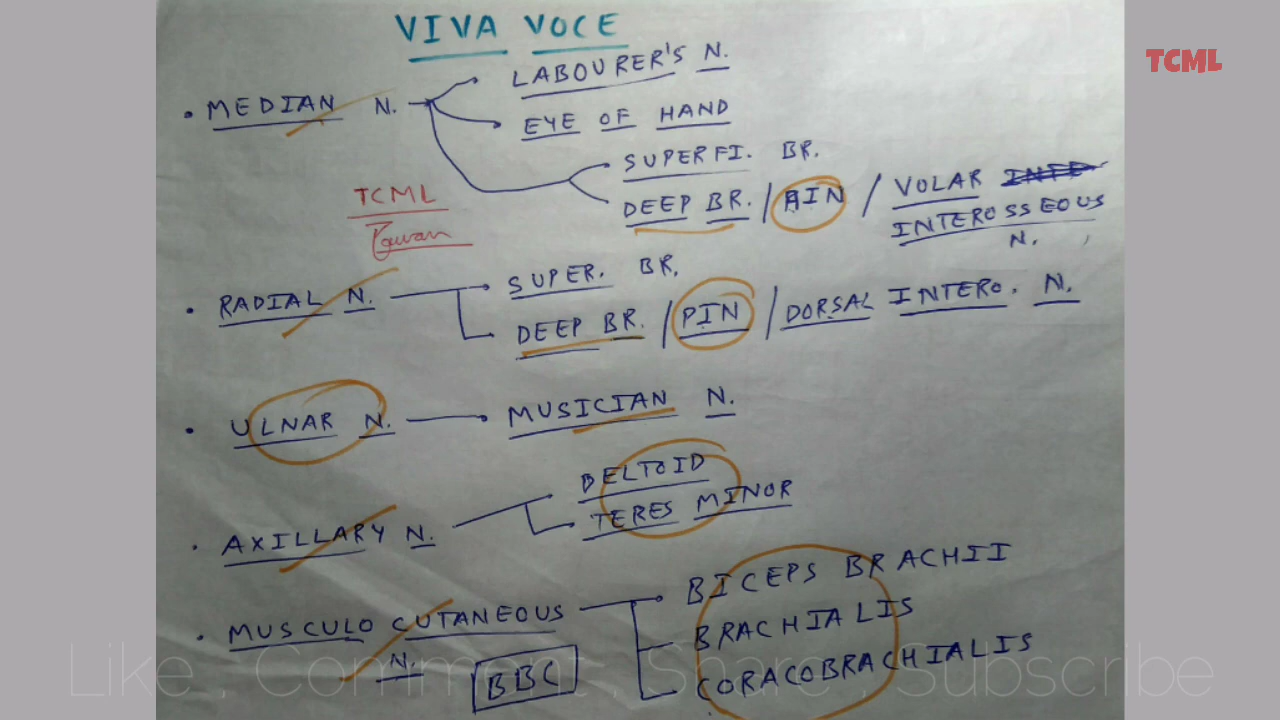 VIVA VOCE
TCML
• MEDIAN N.
LABOURER'S N.
EYE OF HAND
SUPERFI. BR.
DEEP BR. / AIN / VOLAR INTEROSSEOUS N.
TCML
Pawan
• RADIAL N.
SUPER. BR.
DEEP BR. / PIN / DORSAL INTERO. N.
• ULNAR N. MUSICIAN N.
• AXILLARY N.
DELTOID
TERES MINOR
• MUSCULO CUTANEOUS N.
BBC
BICEPS BRACHII
BRACHIALIS
CORACOBRACHIALIS
Like , Comment , Share , Subscribe